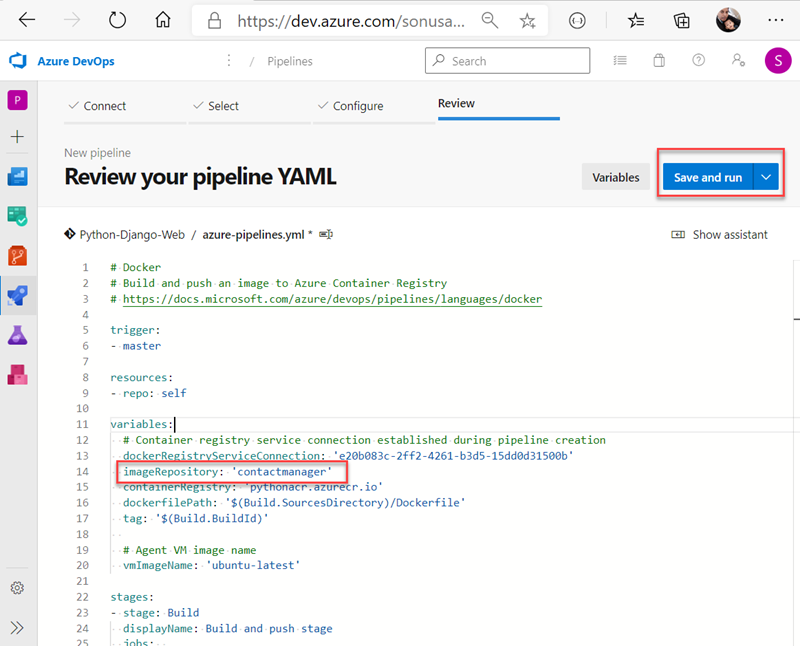 https://dev.azure.com/sonusa...
Azure DevOps
/ Pipelines
Search
S
P
Connect
Select
Configure
Review
New pipeline
Review your pipeline YAML
Variables
Save and run
Python-Django-Web / azure-pipelines.yml *
Show assistant
1 # Docker
2 # Build and push an image to Azure Container Registry
3 # https://docs.microsoft.com/azure/devops/pipelines/languages/docker
4
5 trigger:
6 - master
7
8 resources:
9 - repo: self
10
11 variables:
12 # Container registry service connection established during pipeline creation
13 dockerRegistryServiceConnection: 'e20b083c-2ff2-4261-b3d5-15dd0d31500b'
14 imageRepository: 'contactmanager'
15 containerRegistry: 'pythonacr.azurecr.io'
16 dockerfilePath: '$(Build.SourcesDirectory)/Dockerfile'
17 tag: '$(Build.BuildId)'
18
19 # Agent VM image name
20 vmImageName: 'ubuntu-latest'
21
22 stages:
23 - stage: Build
24 displayName: Build and push stage
25 jobs: